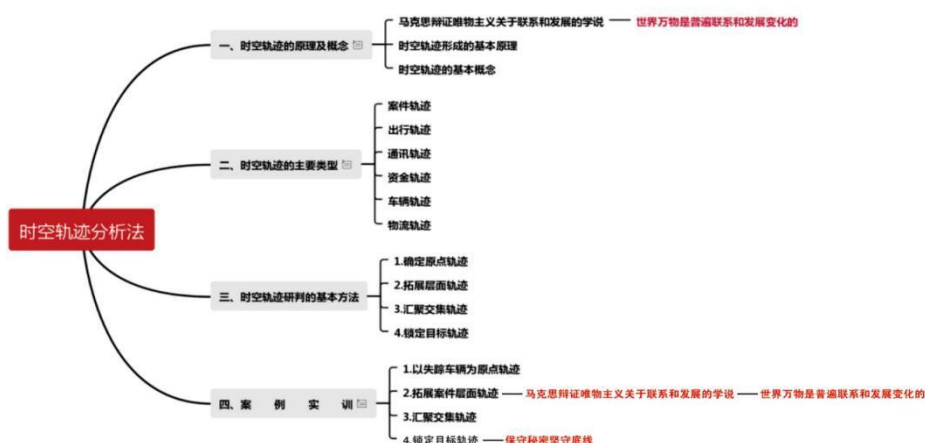 时空轨迹分析法
一、时空轨迹的原理及概念
马克思辩证唯物主义关于联系和发展的学说
世界万物是普遍联系和发展变化的
时空轨迹形成的基本原理
时空轨迹的基本概念
二、时空轨迹的主要类型
案件轨迹
出行轨迹
通讯轨迹
资金轨迹
车辆轨迹
物流轨迹
三、时空轨迹研判的基本方法
1.确定原点轨迹
2.拓展层面轨迹
3.汇聚交集轨迹
4.锁定目标轨迹
四、案 例 实 训
1.以失踪车辆为原点轨迹
2.拓展案件层面轨迹
马克思辩证唯物主义关于联系和发展的学说
世界万物是普遍联系和发展变化的
3.汇聚交集轨迹
4.锁定目标轨迹
保守秘密坚守底线